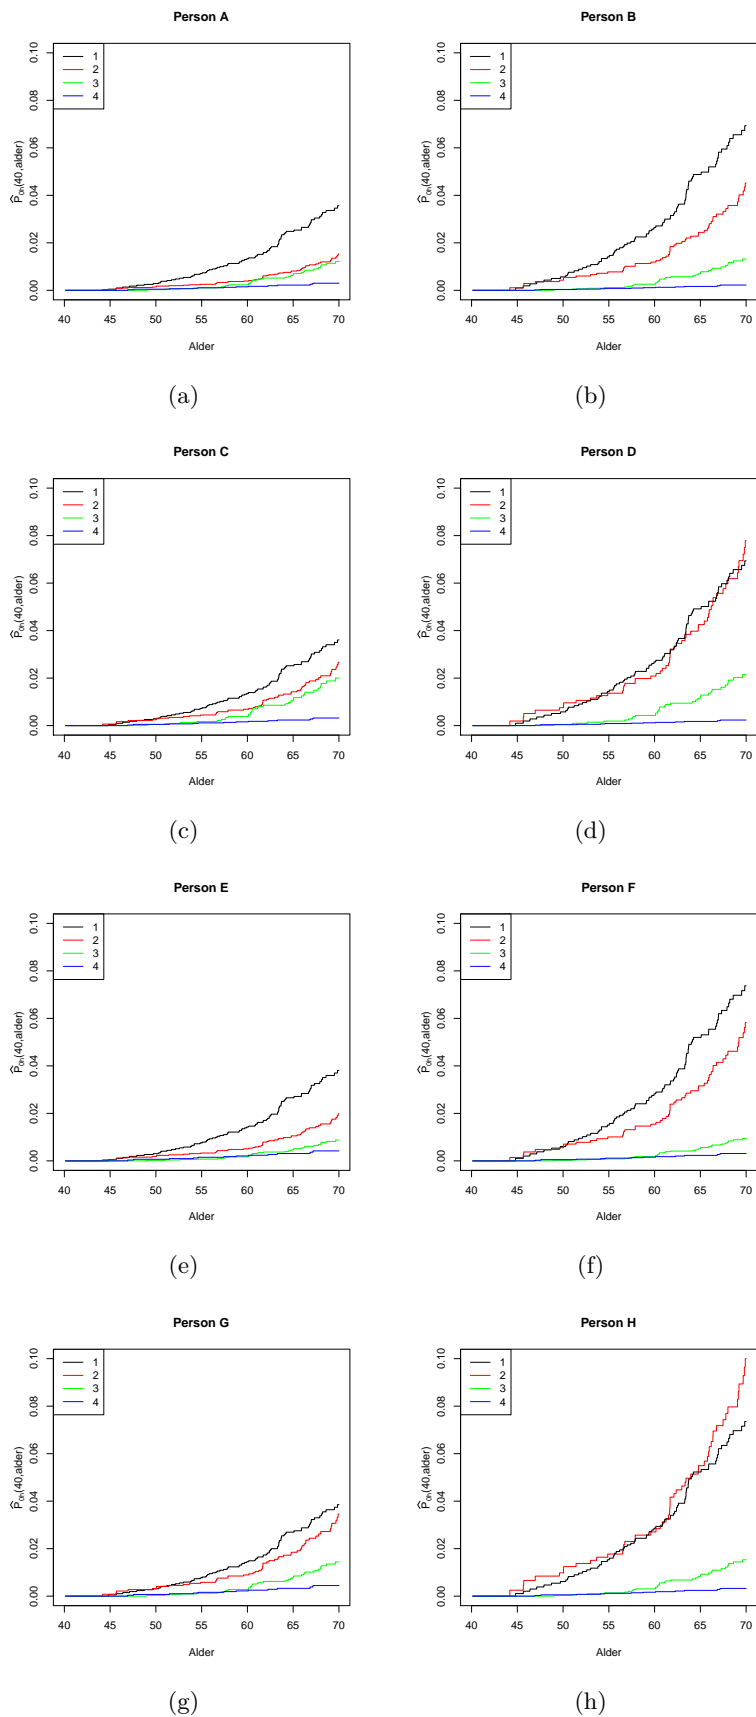 Person A
1
2
3
4
0.00 0.02 0.04 0.06 0.08 0.10
P̂₀ₕ(40,alder)
40 45 50 55 60 65 70
Alder
(a)
Person B
1
2
3
4
0.00 0.02 0.04 0.06 0.08 0.10
P̂₀ₕ(40,alder)
40 45 50 55 60 65 70
Alder
(b)
Person C
1
2
3
4
0.00 0.02 0.04 0.06 0.08 0.10
P̂₀ₕ(40,alder)
40 45 50 55 60 65 70
Alder
(c)
Person D
1
2
3
4
0.00 0.02 0.04 0.06 0.08 0.10
P̂₀ₕ(40,alder)
40 45 50 55 60 65 70
Alder
(d)
Person E
1
2
3
4
0.00 0.02 0.04 0.06 0.08 0.10
P̂₀ₕ(40,alder)
40 45 50 55 60 65 70
Alder
(e)
Person F
1
2
3
4
0.00 0.02 0.04 0.06 0.08 0.10
P̂₀ₕ(40,alder)
40 45 50 55 60 65 70
Alder
(f)
Person G
1
2
3
4
0.00 0.02 0.04 0.06 0.08 0.10
P̂₀ₕ(40,alder)
40 45 50 55 60 65 70
Alder
(g)
Person H
1
2
3
4
0.00 0.02 0.04 0.06 0.08 0.10
P̂₀ₕ(40,alder)
40 45 50 55 60 65 70
Alder
(h)